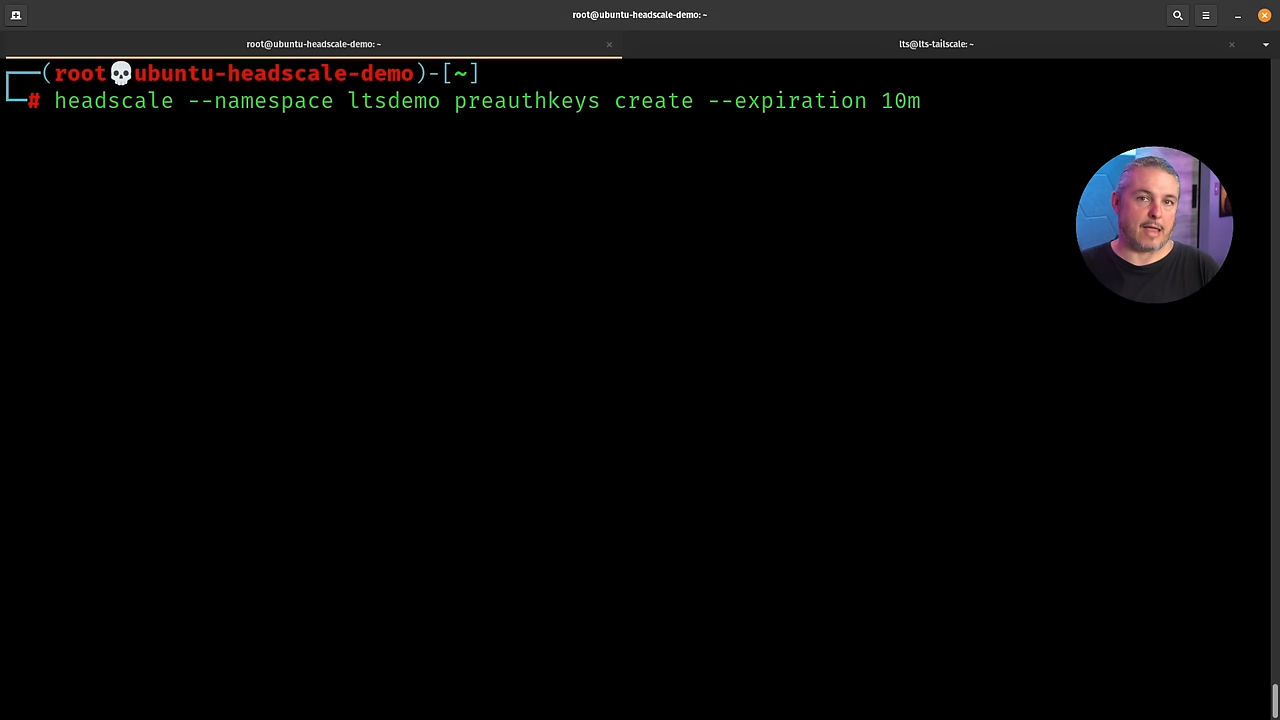 root@ubuntu-headscale-demo: ~
root@ubuntu-headscale-demo: ~
lts@lts-tailscale: ~
(root💀ubuntu-headscale-demo)-[~]
# headscale --namespace ltsdemo preauthkeys create --expiration 10m